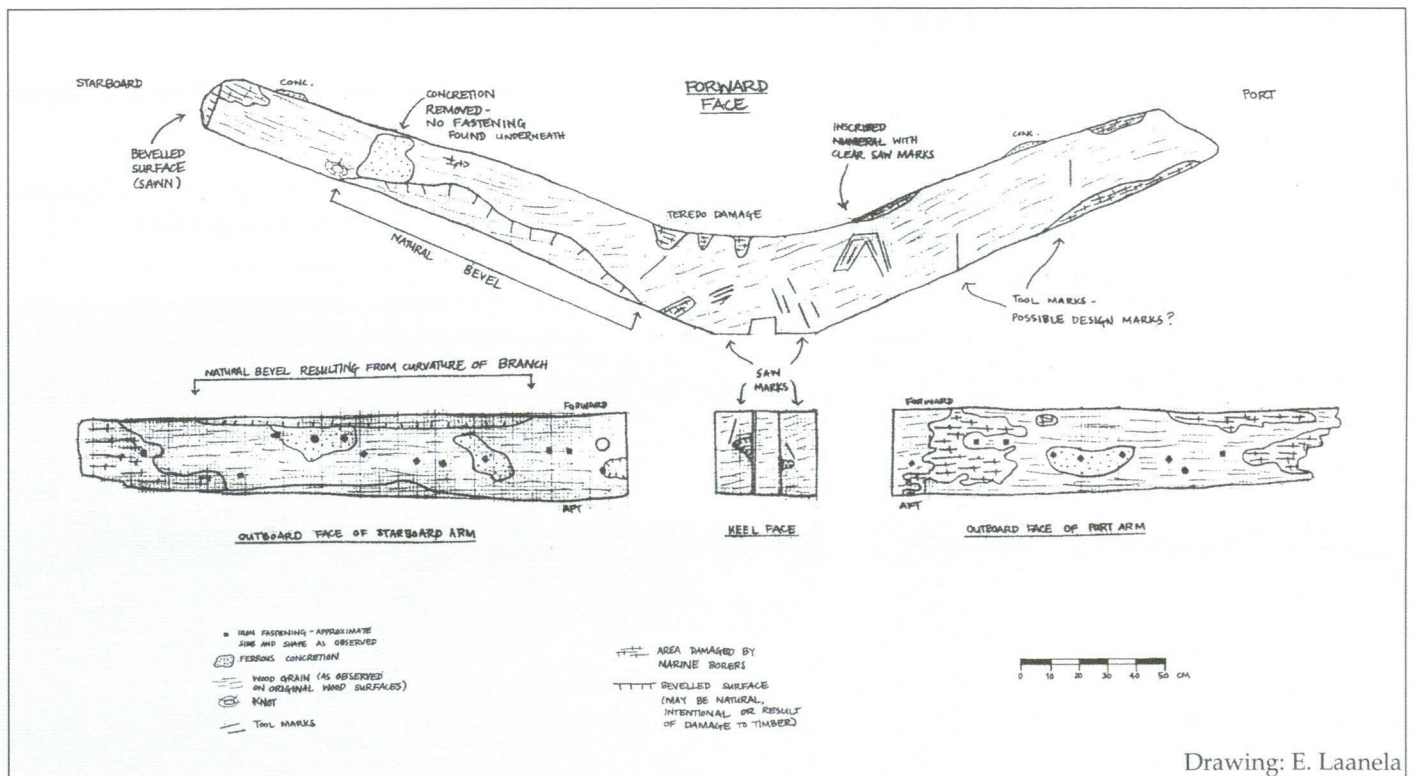 STARBOARD
CONC.
CONCRETION
REMOVED -
NO FASTENING
FOUND UNDERNEATH
FORWARD
FACE
PORT
BEVELLED
SURFACE
(SAWN)
INSCRIBED
NUMERAL WITH
CLEAR SAW MARKS
CONC.
TEREDO DAMAGE
NATURAL
BEVEL
TOOL MARKS -
POSSIBLE DESIGN MARKS?
SAW
MARKS
NATURAL BEVEL RESULTING FROM CURVATURE OF BRANCH
FORWARD
AFT
OUTBOARD FACE OF STARBOARD ARM
KEEL FACE
FORWARD
AFT
OUTBOARD FACE OF PORT ARM
IRON FASTENING - APPROXIMATE
SIZE AND SHAPE AS OBSERVED
FERROUS CONCRETION
WOOD GRAIN (AS OBSERVED
ON ORIGINAL WOOD SURFACES)
KNOT
TOOL MARKS
AREA DAMAGED BY
MARINE BORERS
BEVELLED SURFACE
(MAY BE NATURAL,
INTENTIONAL OR RESULT
OF DAMAGE TO TIMBER)
0 10 20 30 40 50 CM
Drawing: E. Laanela